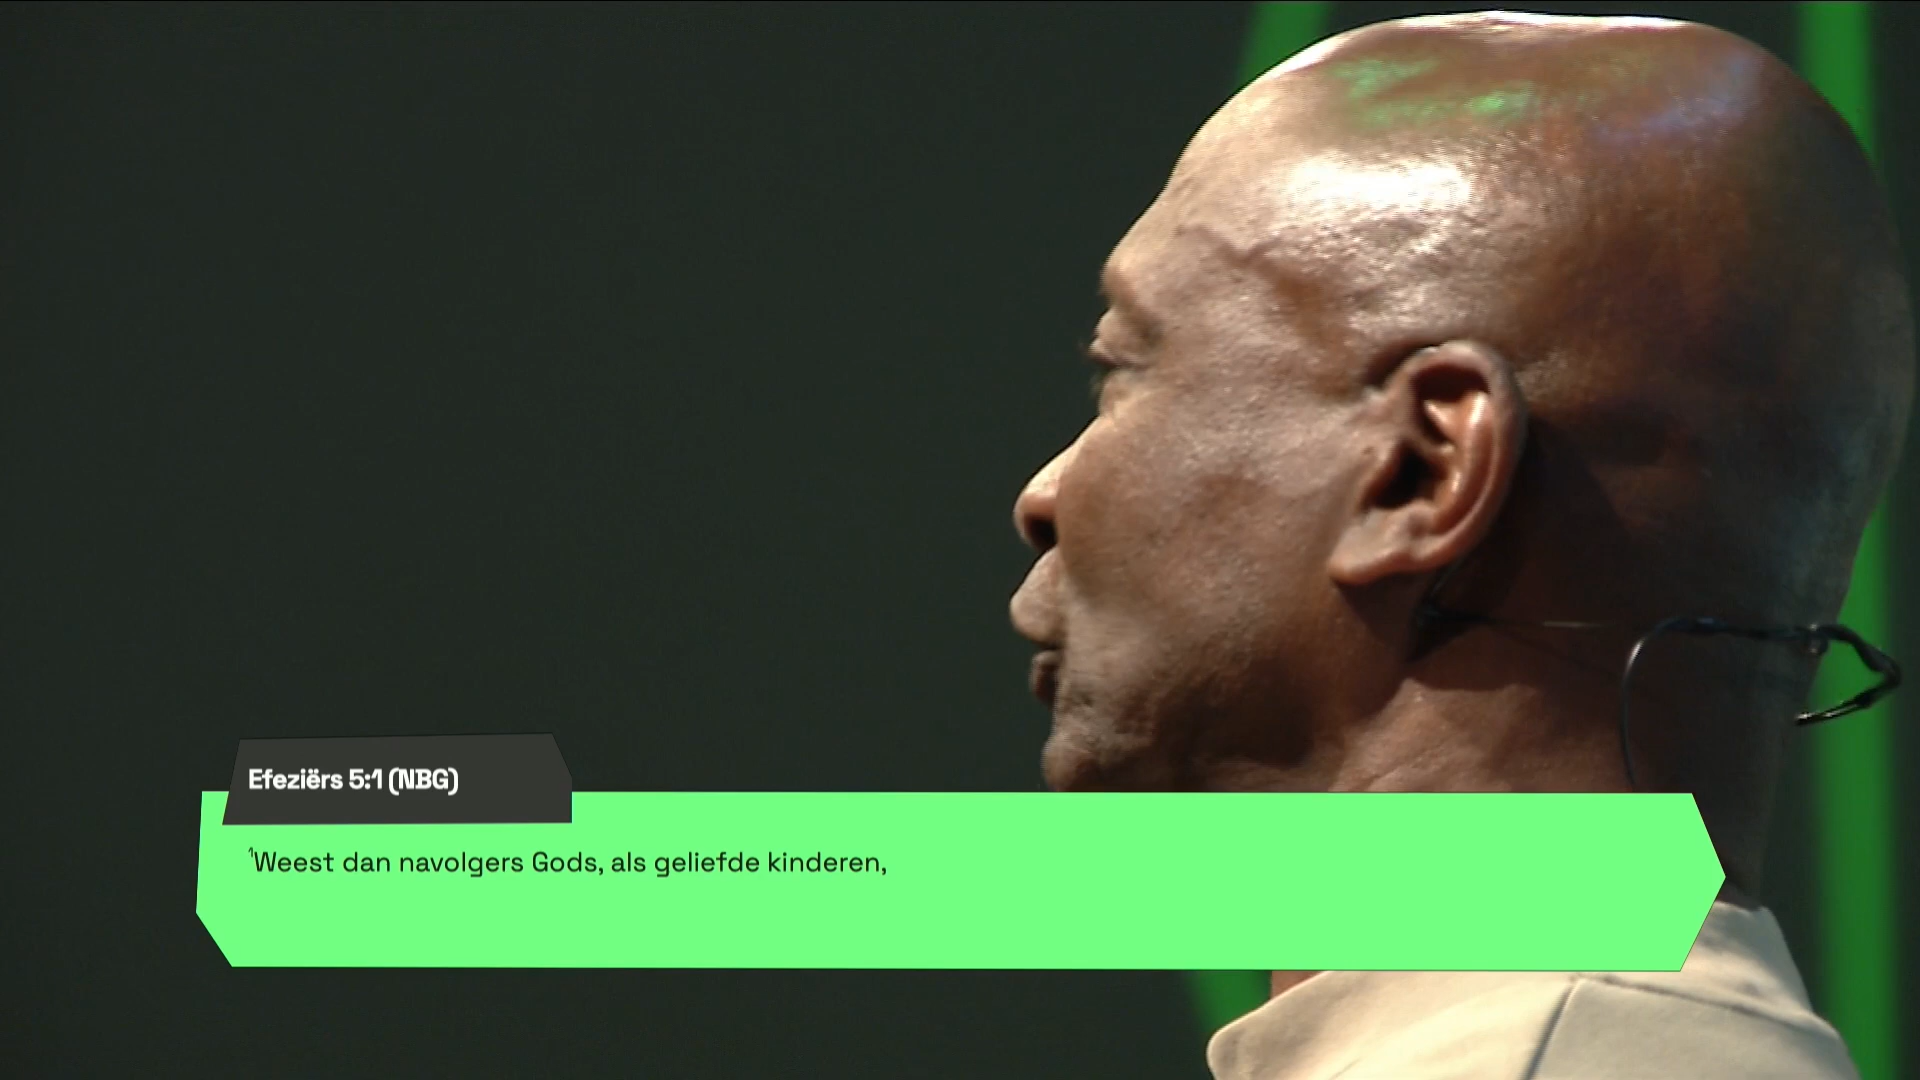 Efeziërs 5:1 (NBG)
¹Weest dan navolgers Gods, als geliefde kinderen,